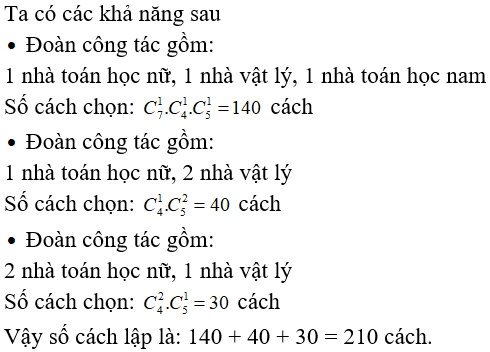 Ta có các khả năng sau
• Đoàn công tác gồm:
1 nhà toán học nữ, 1 nhà vật lý, 1 nhà toán học nam
Số cách chọn: $C_7^1.C_4^1.C_5^1 = 140$ cách
• Đoàn công tác gồm:
1 nhà toán học nữ, 2 nhà vật lý
Số cách chọn: $C_4^1.C_5^2 = 40$ cách
• Đoàn công tác gồm:
2 nhà toán học nữ, 1 nhà vật lý
Số cách chọn: $C_4^2.C_5^1 = 30$ cách
Vậy số cách lập là: 140 + 40 + 30 = 210 cách.